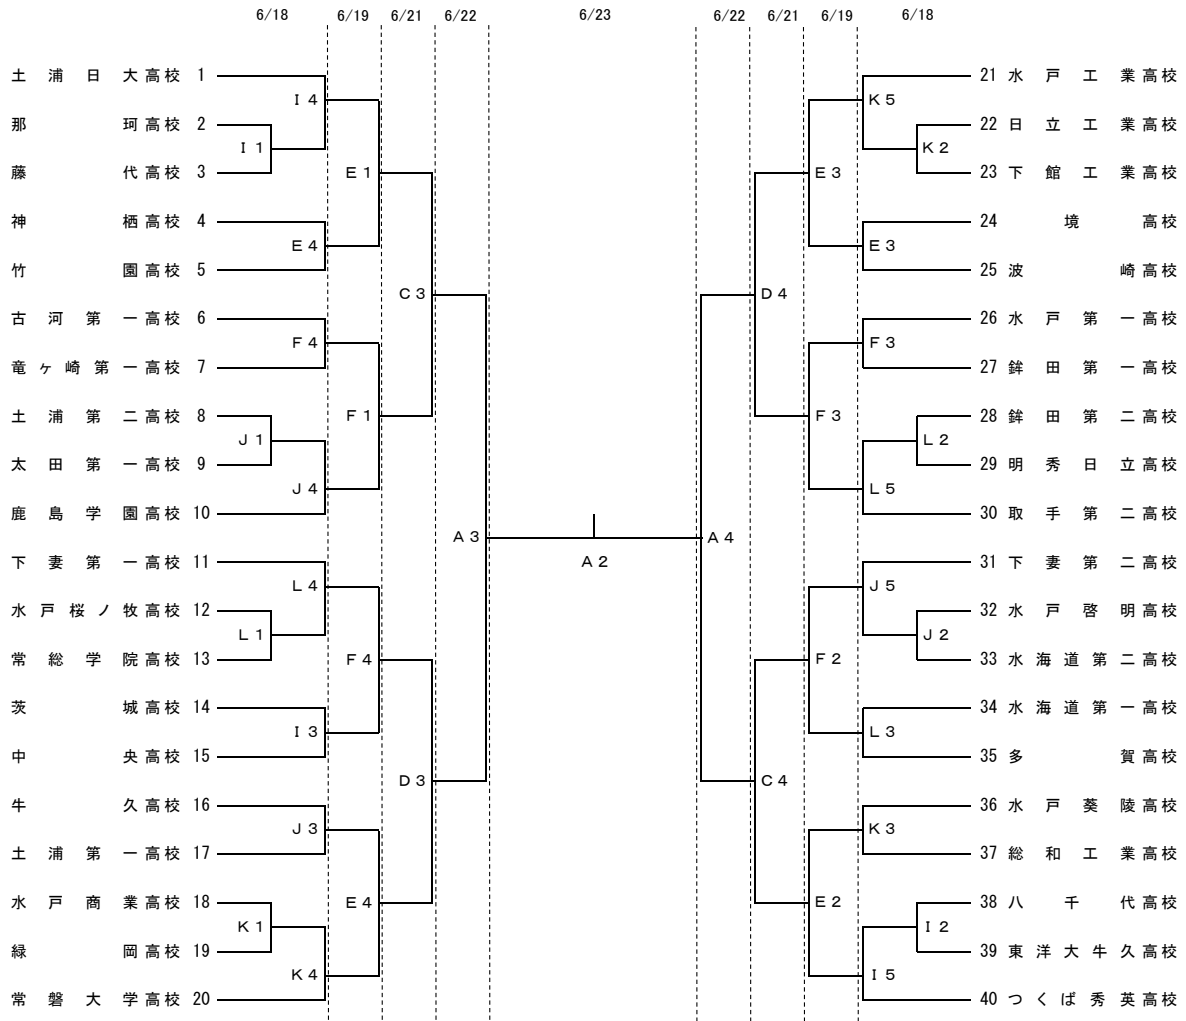 6/18 6/19 6/21 6/22 6/23 6/22 6/21 6/19 6/18
土浦日大高校 1 21 水戸工業高校
I4 K5
那珂高校 2 22 日立工業高校
I1 K2
藤代高校 3 E1 E3 23 下館工業高校
神栖高校 4 24 境高校
E4 E3
竹園高校 5 25 波崎高校
C3 D4
古河第一高校 6 26 水戸第一高校
F4 F3
竜ヶ崎第一高校 7 27 鉾田第一高校
土浦第二高校 8 F1 F3 28 鉾田第二高校
J1 L2
太田第一高校 9 29 明秀日立高校
J4 L5
鹿島学園高校 10 30 取手第二高校
A3 A4
下妻第一高校 11 A2 31 下妻第二高校
L4 J5
水戸桜ノ牧高校 12 32 水戸啓明高校
L1 J2
常総学院高校 13 F4 F2 33 水海道第二高校
茨城高校 14 34 水海道第一高校
I3 L3
中央高校 15 35 多賀高校
D3 C4
牛久高校 16 36 水戸葵陵高校
J3 K3
土浦第一高校 17 37 総和工業高校
水戸商業高校 18 E4 E2 38 八千代高校
K1 I2
緑岡高校 19 39 東洋大牛久高校
K4 I5
常磐大学高校 20 40 つくば秀英高校